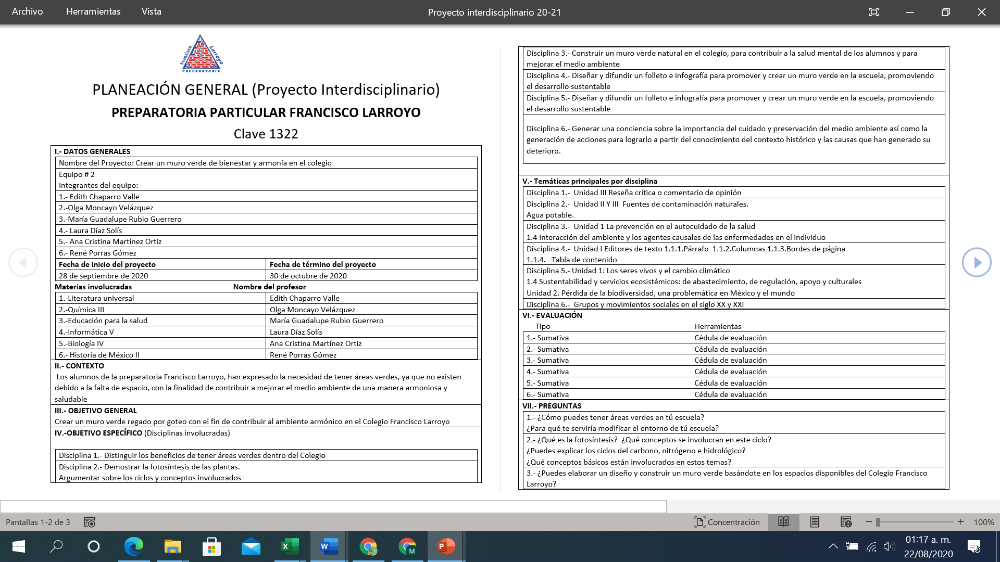 Archivo Herramientas Vista Proyecto interdisciplinario 20-21
Francisco Larroyo
PREPARATORIA
PLANEACIÓN GENERAL (Proyecto Interdisciplinario)
PREPARATORIA PARTICULAR FRANCISCO LARROYO
Clave 1322
I.- DATOS GENERALES
Nombre del Proyecto: Crear un muro verde de bienestar y armonía en el colegio
Equipo # 2
Integrantes del equipo:
1.- Edith Chaparro Valle
2.-Olga Moncayo Velázquez
3.-María Guadalupe Rubio Guerrero
4.- Laura Díaz Solís
5.- Ana Cristina Martínez Ortiz
6.- René Porras Gómez
Fecha de inicio del proyecto Fecha de término del proyecto
28 de septiembre de 2020 30 de octubre de 2020
Materias involucradas Nombre del profesor
1.-Literatura universal Edith Chaparro Valle
2.-Química III Olga Moncayo Velázquez
3.-Educación para la salud María Guadalupe Rubio Guerrero
4.-Informática V Laura Díaz Solís
5.-Biología IV Ana Cristina Martínez Ortiz
6.- Historia de México II René Porras Gómez
II.- CONTEXTO
Los alumnos de la preparatoria Francisco Larroyo, han expresado la necesidad de tener áreas verdes, ya que no existen
debido a la falta de espacio, con la finalidad de contribuir a mejorar el medio ambiente de una manera armoniosa y
saludable
III.- OBJETIVO GENERAL
Crear un muro verde regado por goteo con el fin de contribuir al ambiente armónico en el Colegio Francisco Larroyo
IV.-OBJETIVO ESPECÍFICO (Disciplinas involucradas)
Disciplina 1.- Distinguir los beneficios de tener áreas verdes dentro del Colegio
Disciplina 2.- Demostrar la fotosíntesis de las plantas.
Argumentar sobre los ciclos y conceptos involucrados
Disciplina 3.- Construir un muro verde natural en el colegio, para contribuir a la salud mental de los alumnos y para
mejorar el medio ambiente
Disciplina 4.- Diseñar y difundir un folleto e infografía para promover y crear un muro verde en la escuela, promoviendo
el desarrollo sustentable
Disciplina 5.- Diseñar y difundir un folleto e infografía para promover y crear un muro verde en la escuela, promoviendo
el desarrollo sustentable
Disciplina 6.- Generar una conciencia sobre la importancia del cuidado y preservación del medio ambiente así como la
generación de acciones para lograrlo a partir del conocimiento del contexto histórico y las causas que han generado su
deterioro.
V.- Temáticas principales por disciplina
Disciplina 1.- Unidad III Reseña crítica o comentario de opinión
Disciplina 2.- Unidad II Y III Fuentes de contaminación naturales.
Agua potable.
Disciplina 3.- Unidad 1 La prevención en el autocuidado de la salud
1.4 Interacción del ambiente y los agentes causales de las enfermedades en el individuo
Disciplina 4.- Unidad I Editores de texto 1.1.1.Párrafo 1.1.2.Columnas 1.1.3.Bordes de página
1.1.4. Tabla de contenido
Disciplina 5.- Unidad 1: Los seres vivos y el cambio climático
1.4 Sustentabilidad y servicios ecosistémicos: de abastecimiento, de regulación, apoyo y culturales
Unidad 2. Pérdida de la biodiversidad, una problemática en México y el mundo
Disciplina 6.- Grupos y movimientos sociales en el siglo XX y XXI
VI.- EVALUACIÓN
Tipo Herramientas
1.- Sumativa Cédula de evaluación
2.- Sumativa Cédula de evaluación
3.- Sumativa Cédula de evaluación
4.- Sumativa Cédula de evaluación
5.- Sumativa Cédula de evaluación
6.- Sumativa Cédula de evaluación
VII.- PREGUNTAS
1.- ¿Cómo puedes tener áreas verdes en tú escuela?
¿Para qué te serviría modificar el entorno de tú escuela?
2.- ¿Qué es la fotosíntesis? ¿Qué conceptos se involucran en este ciclo?
¿Puedes explicar los ciclos del carbono, nitrógeno e hidrológico?
¿Qué conceptos básicos están involucrados en estos temas?
3.- ¿Puedes elaborar un diseño y construir un muro verde basándote en los espacios disponibles del Colegio Francisco
Larroyo?
Pantallas 1-2 de 3 Concentración 100%
01:17 a. m.
22/08/2020